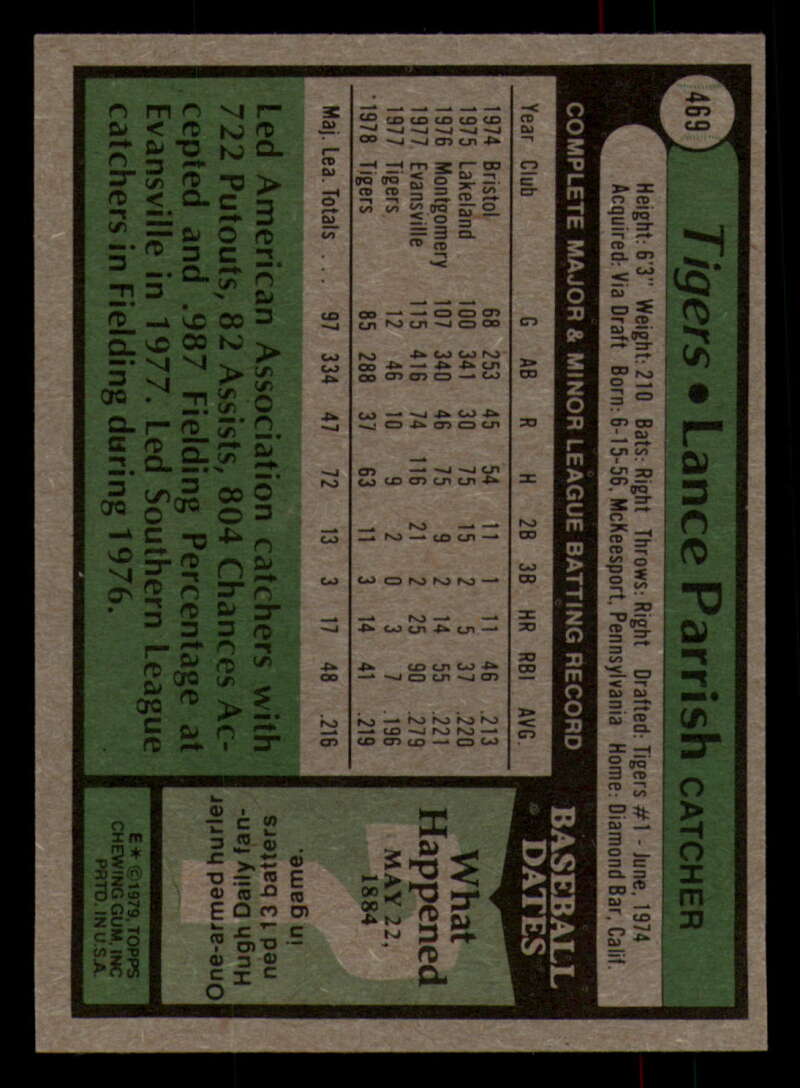 469
Tigers • Lance Parrish CATCHER
Height: 6'3" Weight: 210 Bats: Right Throws: Right Drafted: Tigers #1 - June, 1974
Acquired: Via Draft Born: 6-15-56, McKeesport, Pennsylvania Home: Diamond Bar, Calif.
COMPLETE MAJOR & MINOR LEAGUE BATTING RECORD
Year Club G AB R H 2B 3B HR RBI AVG.
1974 Bristol 68 253 45 54 11 1 11 46 .213
1975 Lakeland 100 341 30 75 15 2 5 37 .220
1976 Montgomery 107 340 46 75 9 2 14 55 .221
1977 Evansville 115 416 74 116 21 2 25 90 .279
1977 Tigers 12 46 10 9 2 0 3 7 .196
1978 Tigers 85 288 37 63 11 3 14 41 .219
Maj. Lea. Totals . . . 97 334 47 72 13 3 17 48 .216
Led American Association catchers with
722 Putouts, 82 Assists, 804 Chances Ac-
cepted and .987 Fielding Percentage at
Evansville in 1977. Led Southern League
catchers in Fielding during 1976.
BASEBALL
DATES
What
Happened
MAY 22,
1884
?
One-armed hurler
Hugh Daily fan-
ned 13 batters
in game.
E* ©1979, TOPPS
CHEWING GUM, INC
PRTD. IN U.S.A.